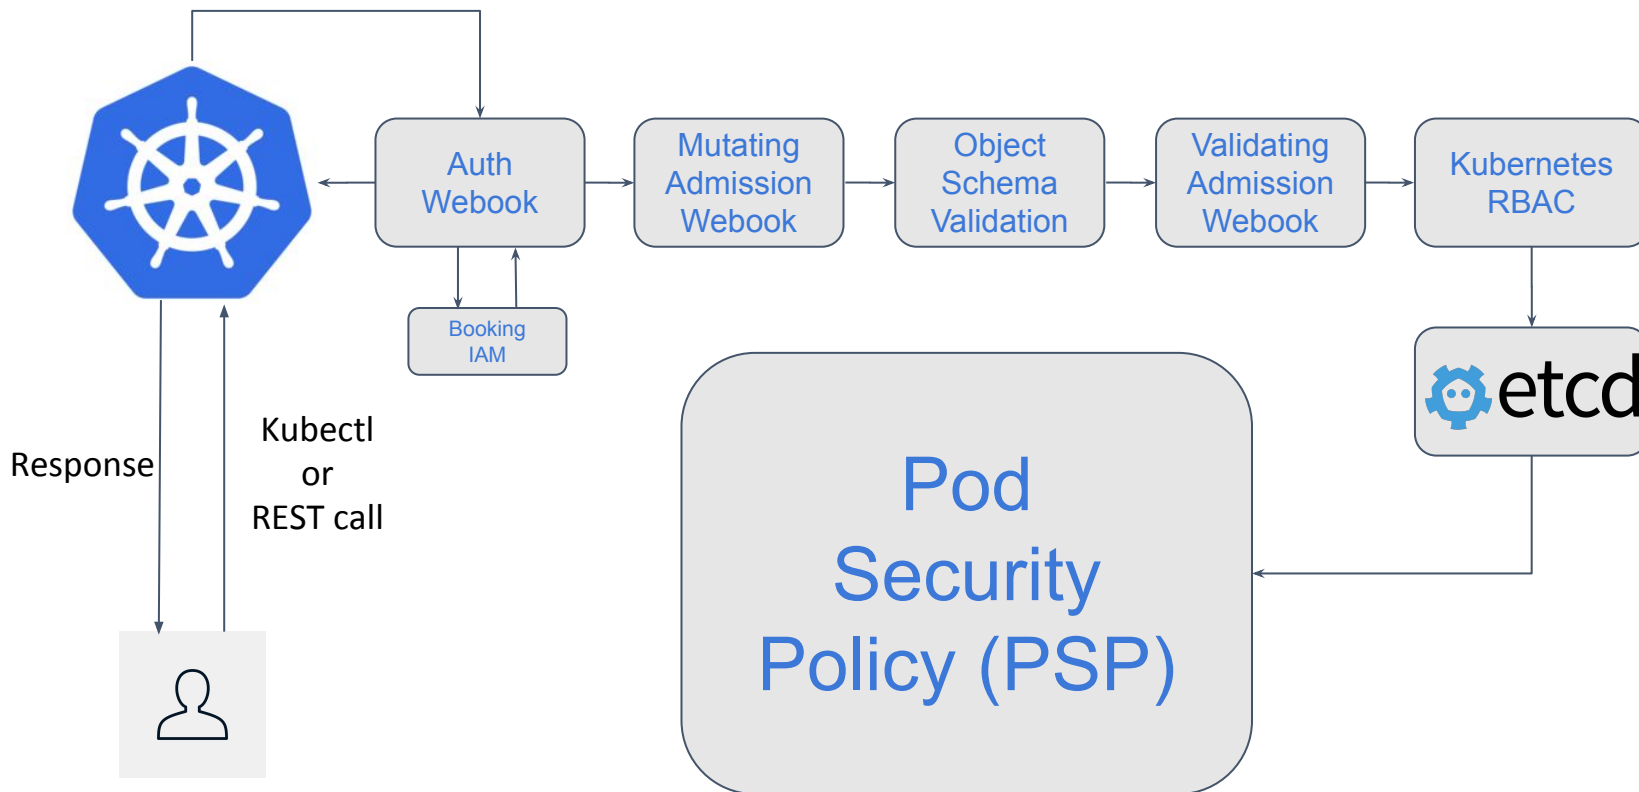 Auth
Webook
Mutating
Admission
Webook
Object
Schema
Validation
Validating
Admission
Webook
Kubernetes
RBAC
Booking
IAM
etcd
Response
Kubectl
or
REST call
Pod
Security
Policy (PSP)